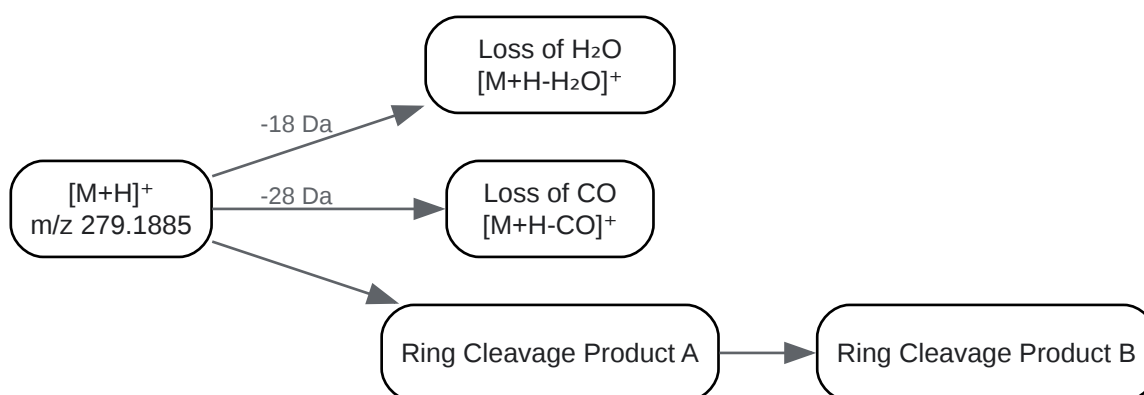 Loss of H₂O
[M+H-H₂O]⁺
-18 Da
[M+H]⁺
m/z 279.1885
-28 Da
Loss of CO
[M+H-CO]⁺
Ring Cleavage Product A
Ring Cleavage Product B